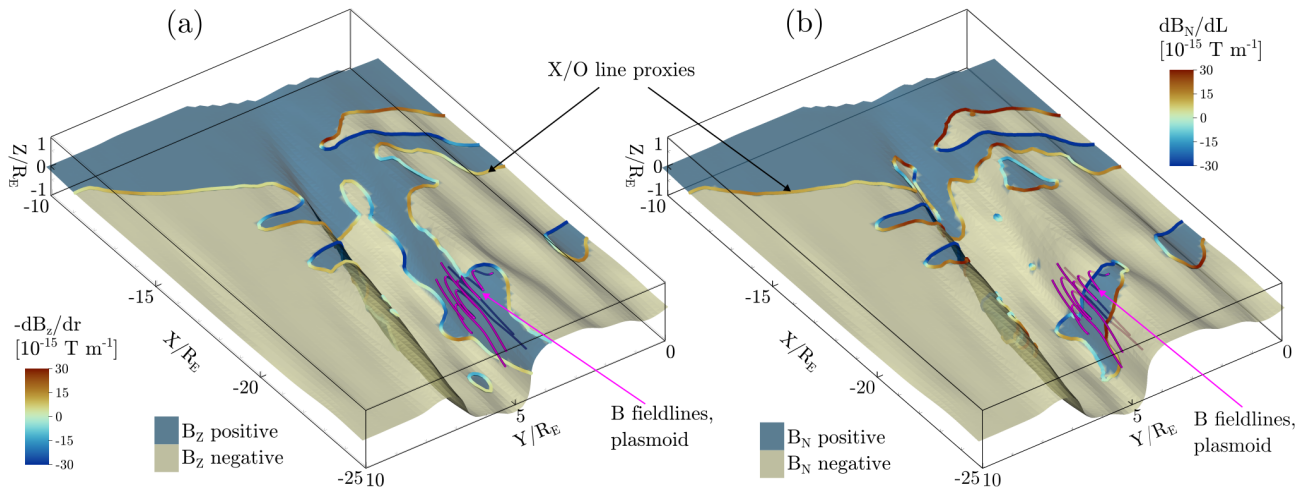 (a)
(b)
dB_N/dL
[10^-15 T m^-1]
30
15
0
-15
-30
X/O line proxies
Z/R_E
1
0
-1
-10
-15
X/R_E
-20
-25
10
5
Y/R_E
0
-dB_z/dr
[10^-15 T m^-1]
30
15
0
-15
-30
B_Z positive
B_Z negative
B fieldlines,
plasmoid
Z/R_E
1
0
-1
-10
-15
X/R_E
-20
-25
10
5
Y/R_E
0
B_N positive
B_N negative
B fieldlines,
plasmoid